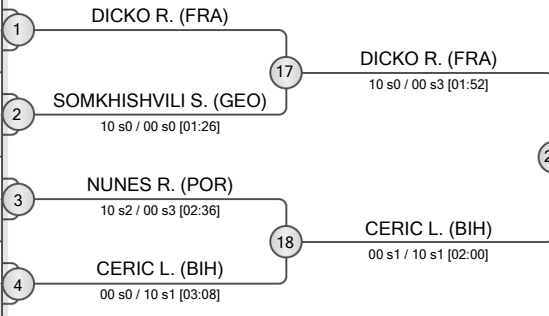 DICKO R. (FRA)
1
DICKO R. (FRA)
17
10 s0 / 00 s3 [01:52]
SOMKHISHVILI S. (GEO)
2
10 s0 / 00 s0 [01:26]
NUNES R. (POR)
3
10 s2 / 00 s3 [02:36]
CERIC L. (BIH)
18
00 s1 / 10 s1 [02:00]
CERIC L. (BIH)
4
00 s0 / 10 s1 [03:08]